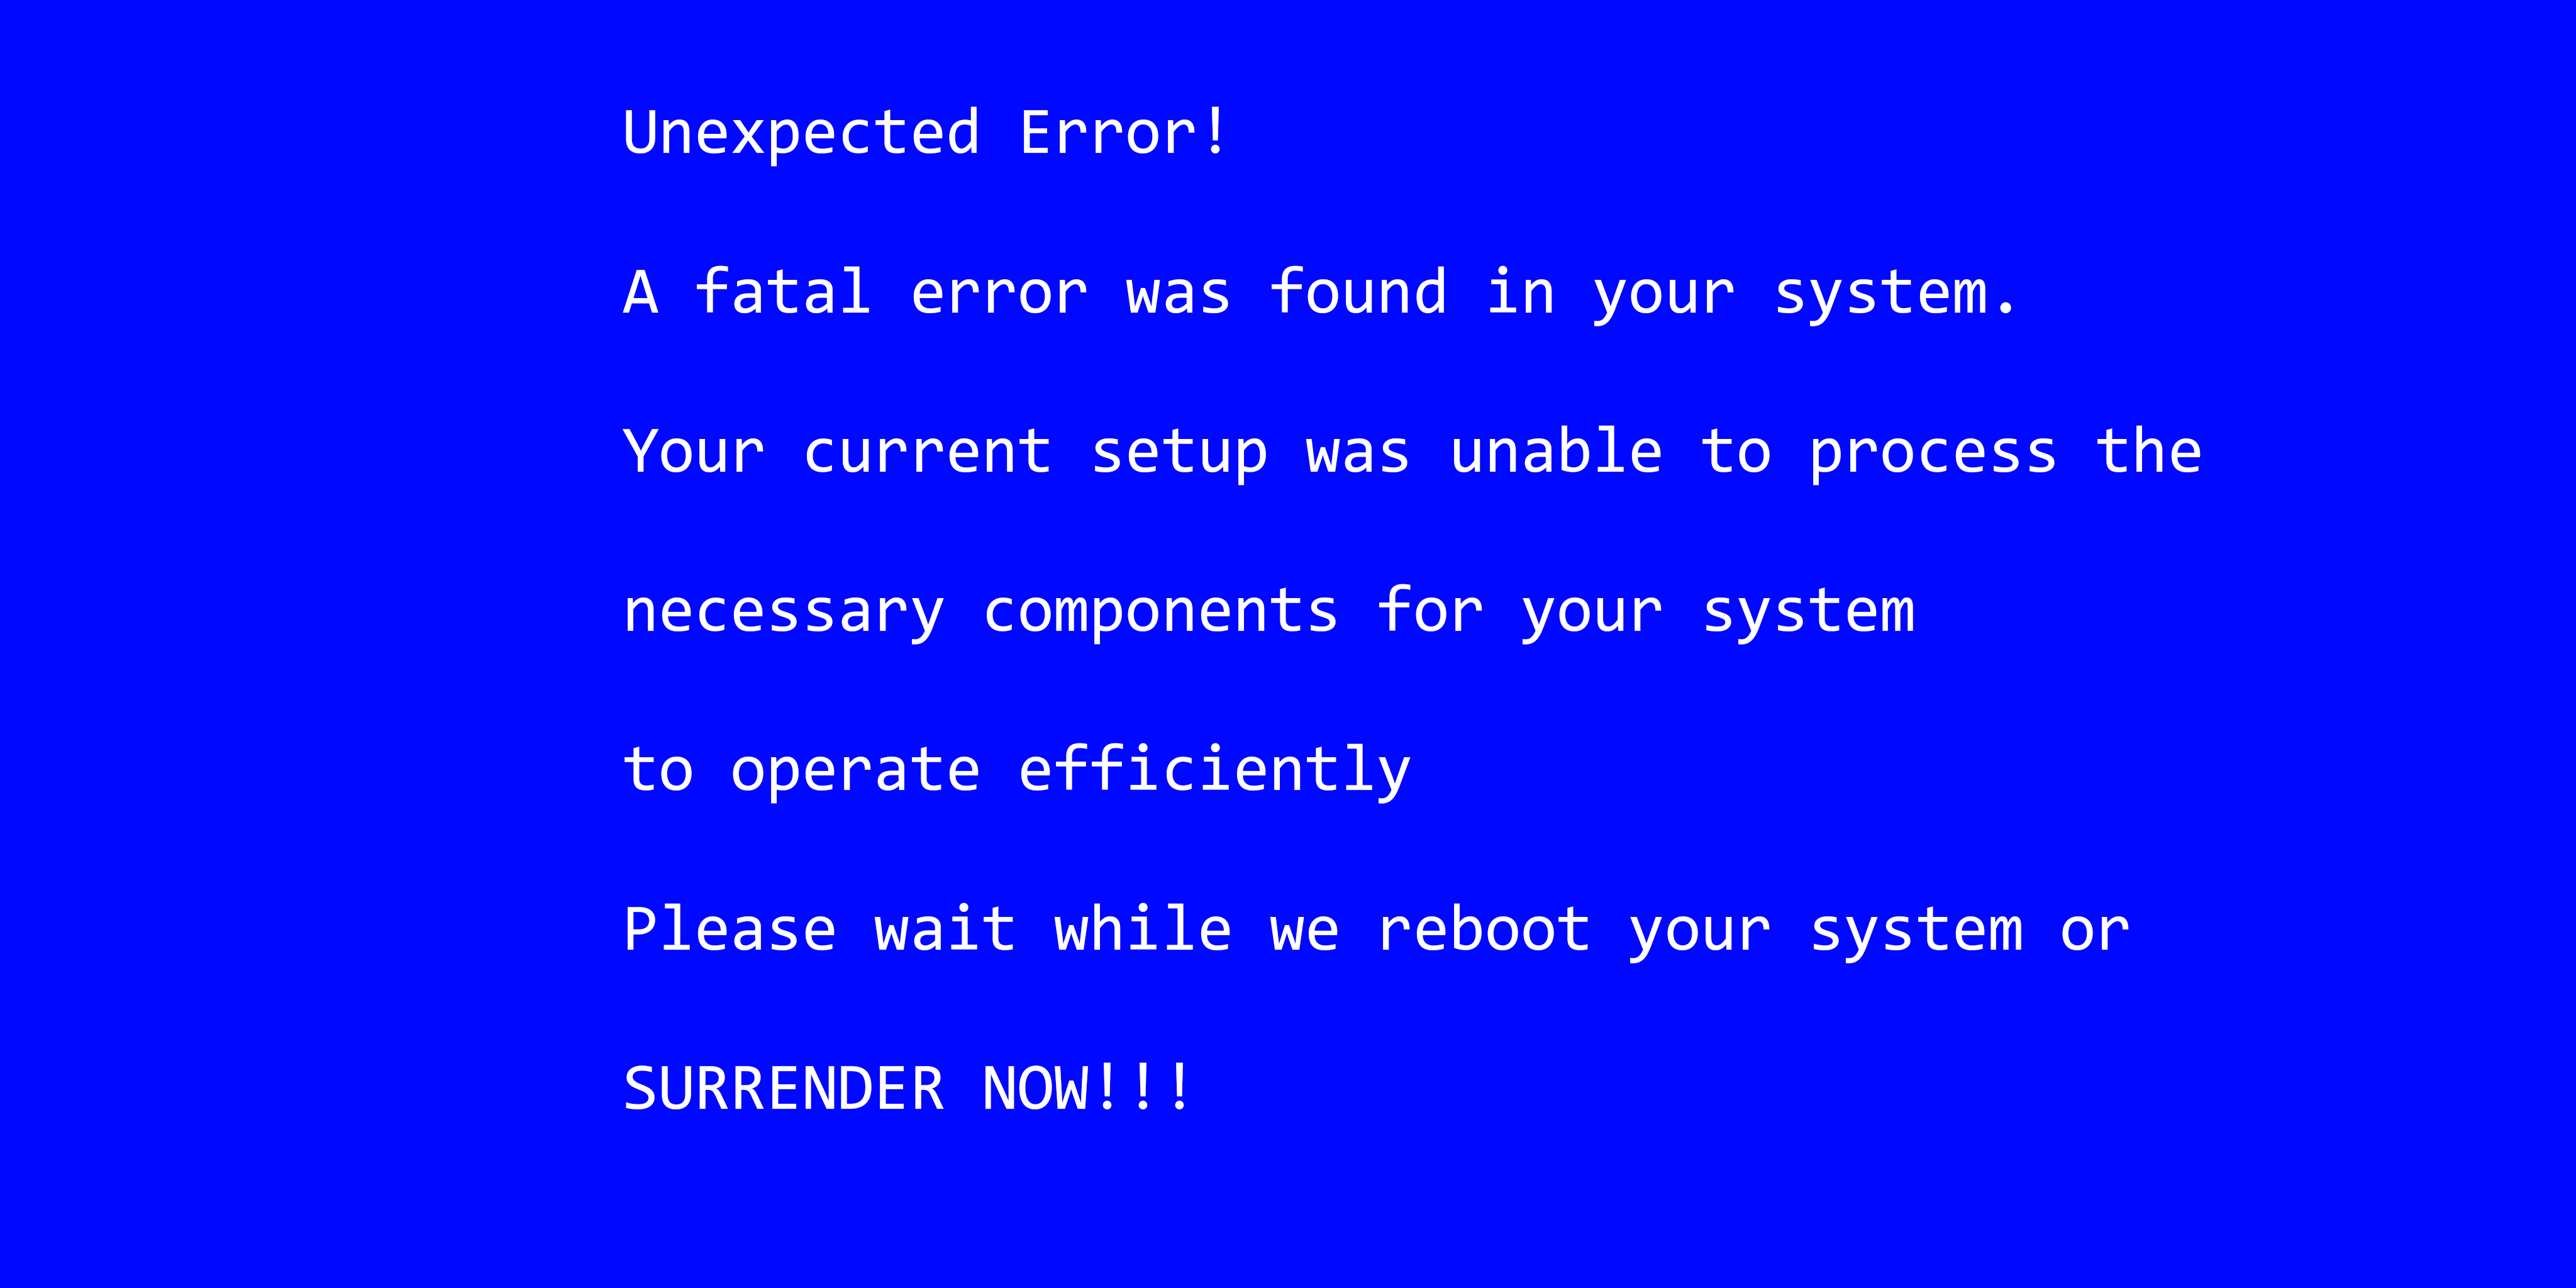 Unexpected Error!
A fatal error was found in your system.
Your current setup was unable to process the
necessary components for your system
to operate efficiently
Please wait while we reboot your system or
SURRENDER NOW!!!